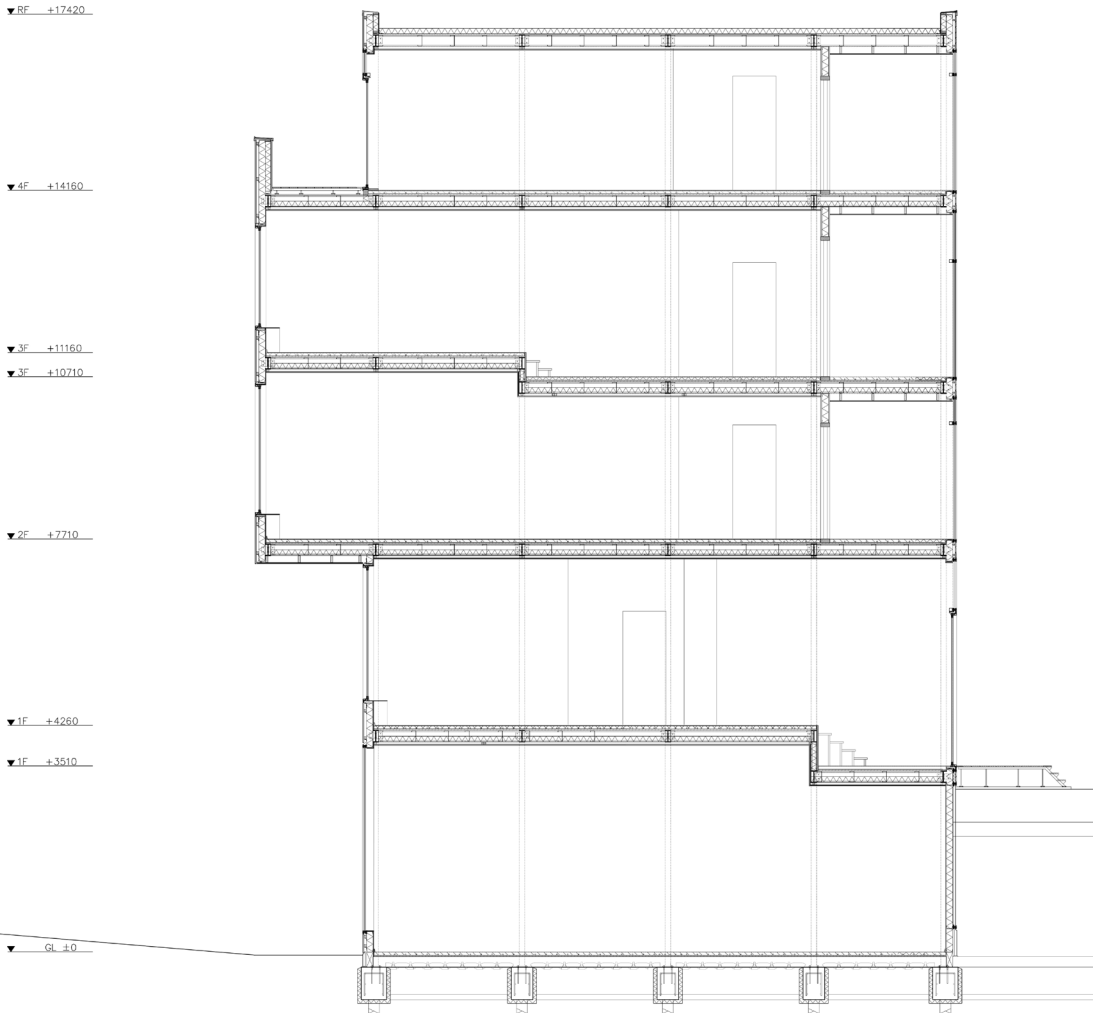 RF +17420
4F +14160
3F +11160
3F +10710
2F +7710
1F +4260
1F +3510
GL ±0